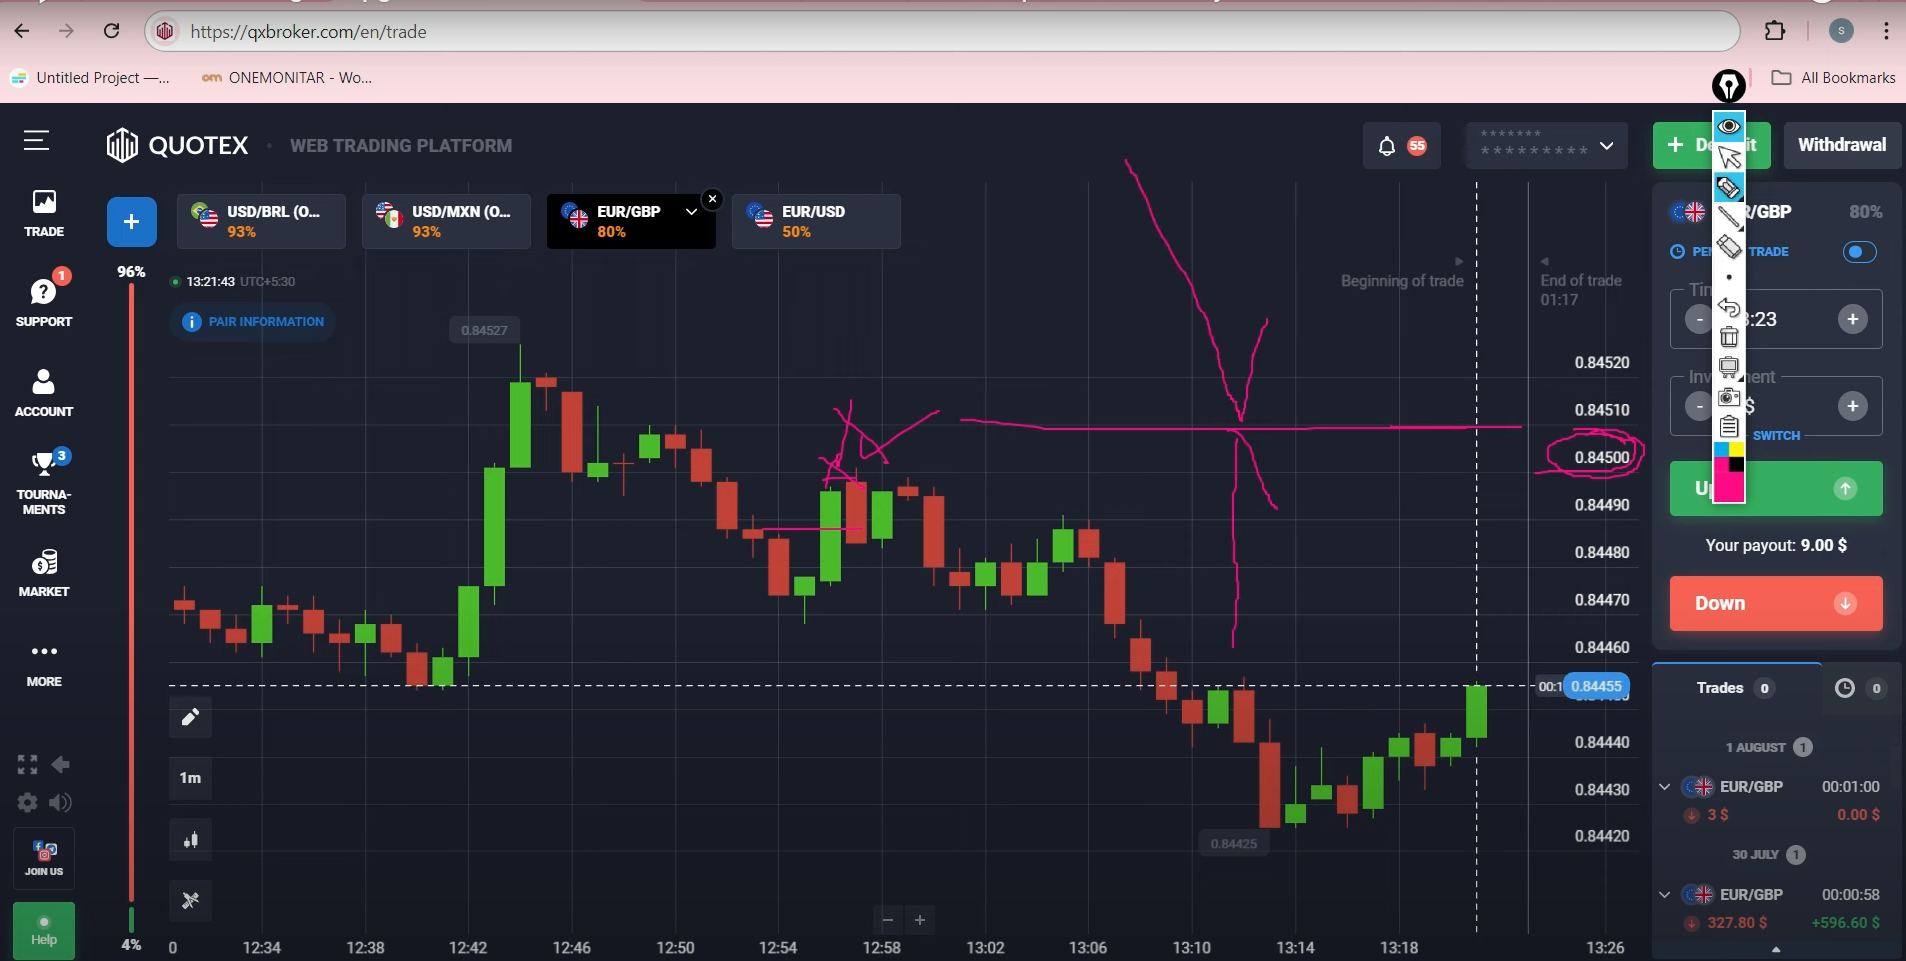 https://qxbroker.com/en/trade
S
Untitled Project —...
om ONEMONITAR - Wo...
All Bookmarks
QUOTEX
WEB TRADING PLATFORM
55
******* 
*********
Withdrawal
TRADE
USD/BRL (O...
93%
USD/MXN (O...
93%
EUR/GBP
80%
EUR/USD
50%
/GBP
80%
96%
13:21:43 UTC+5:30
Beginning of trade
End of trade
01:17
TRADE
1
SUPPORT
PAIR INFORMATION
0.84527
:23
$
SWITCH
ACCOUNT
3
TOURNA-
MENTS
MARKET
MORE
0.84520
0.84510
0.84500
0.84490
0.84480
0.84470
0.84460
00:1
0.84455
0.84440
0.84430
0.84420
0.84425
Your payout: 9.00 $
Down
Trades 0
0
1 AUGUST 1
EUR/GBP 00:01:00
3 $ 0.00 $
30 JULY 1
EUR/GBP 00:00:58
327.80 $ +596.60 $
1m
JOIN US
Help
4%
0 12:34 12:38 12:42 12:46 12:50 12:54 12:58 13:02 13:06 13:10 13:14 13:18 13:26